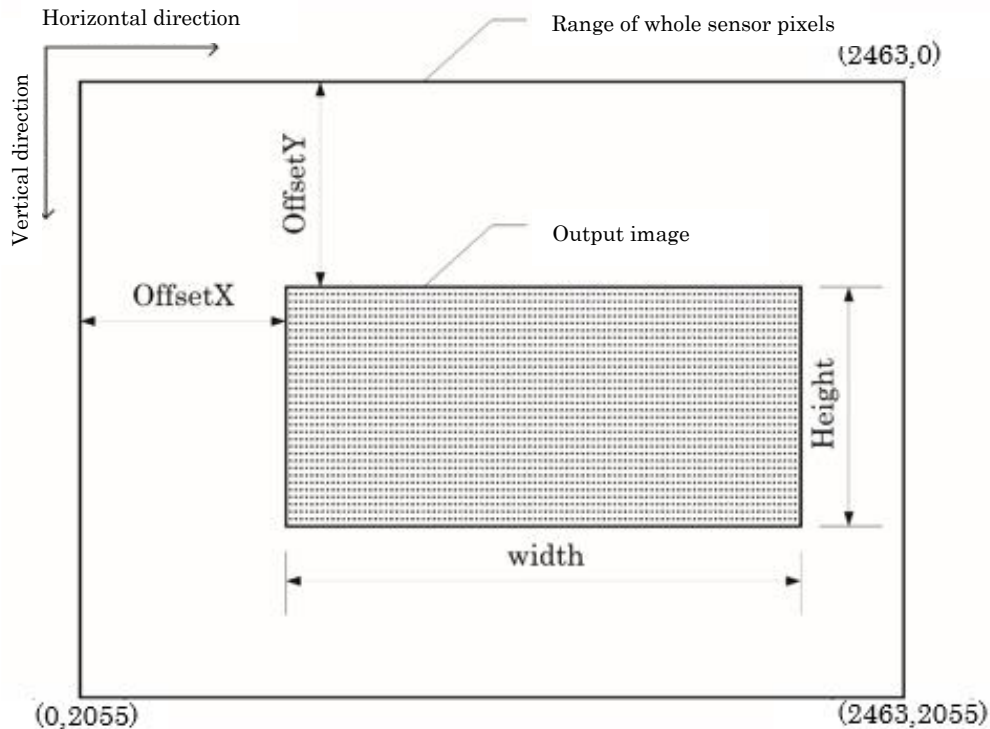 Horizontal direction
Range of whole sensor pixels
(2463,0)
Vertical direction
OffsetY
Output image
OffsetX
Height
width
(0,2055)
(2463,2055)